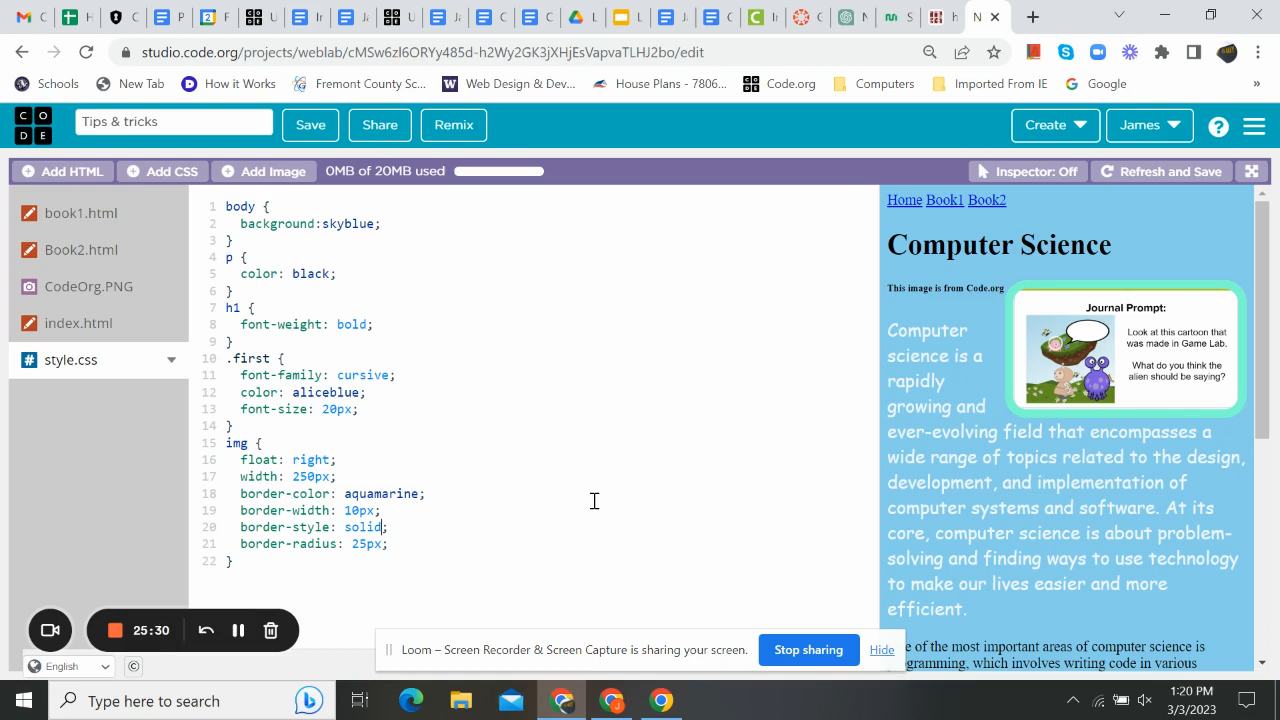 C
H
P
F
U
Ir
Ja
U
Ja
C
C
L
L
Ja
C
Ir
C
N
S
h
N
studio.code.org/projects/weblab/cMSw6zl6ORYy485d-h2Wy2GK3jXHjEsVapvaTLHJ2bo/edit
Schools New Tab How it Works Fremont County Sc... Web Design & De... House Plans - 7806... Code.org Computers Imported From IE Google »
C O
D E
Tips & tricks Save Share Remix Create James ?
Add HTML Add CSS Add Image 0MB of 20MB used Inspector: Off Refresh and Save
book1.html
Book2.html
CodeOrg.PNG
index.html
# style.css
1 body {
2 background:skyblue;
3 }
4 p {
5 color: black;
6 }
7 h1 {
8 font-weight: bold;
9 }
10 .first {
11 font-family: cursive;
12 color: aliceblue;
13 font-size: 20px;
14 }
15 img {
16 float: right;
17 width: 250px;
18 border-color: aquamarine;
19 border-width: 10px;
20 border-style: solid;
21 border-radius: 25px;
22 }
Home Book1 Book2
Computer Science
This image is from Code.org
Journal Prompt:
Look at this cartoon that
was made in Game Lab.
What do you think the
alien should be saying?
Computer
science is a
rapidly
growing and
ever-evolving field that encompasses a
wide range of topics related to the design,
development, and implementation of
computer systems and software. At its
core, computer science is about problem-
solving and finding ways to use technology
to make our lives easier and more
efficient.
e of the most important areas of computer science is
ogramming, which involves writing code in various
25:30
Loom – Screen Recorder & Screen Capture is sharing your screen. Stop sharing Hide
English ©
Type here to search
1:20 PM
3/3/2023